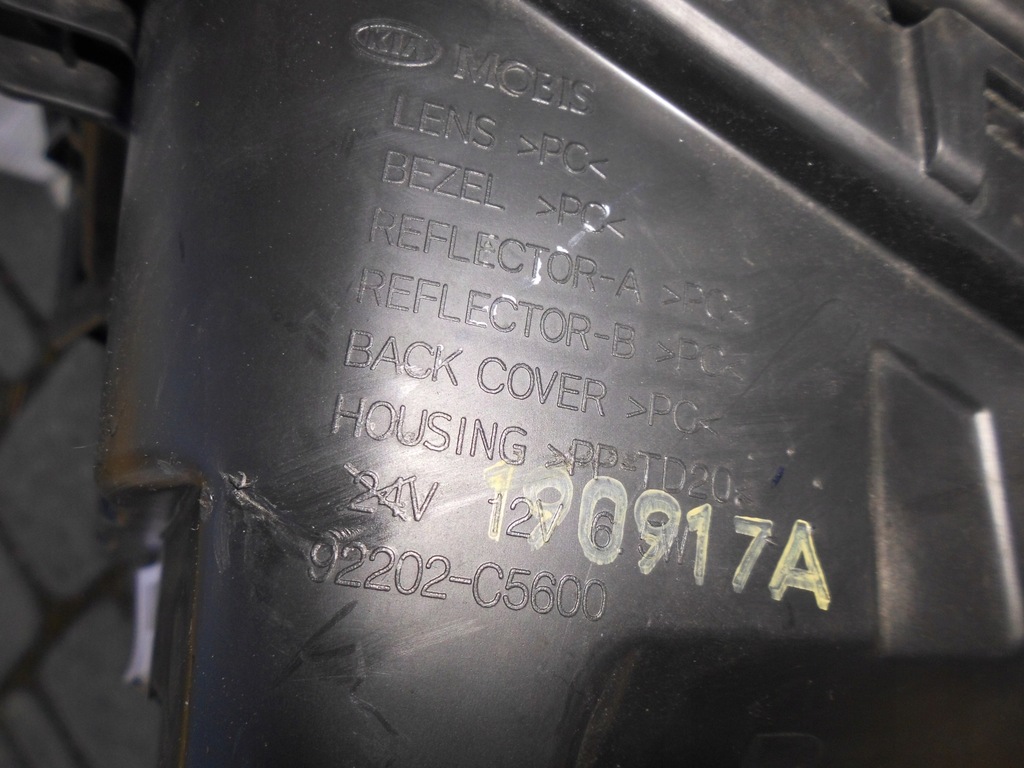 KIA MOBIS
LENS >PC<
BEZEL >PC<
REFLECTOR-A >PC<
REFLECTOR-B >PC<
BACK COVER >PC<
HOUSING >PP-TD20<
24V 12V
190917A
92202-C5600